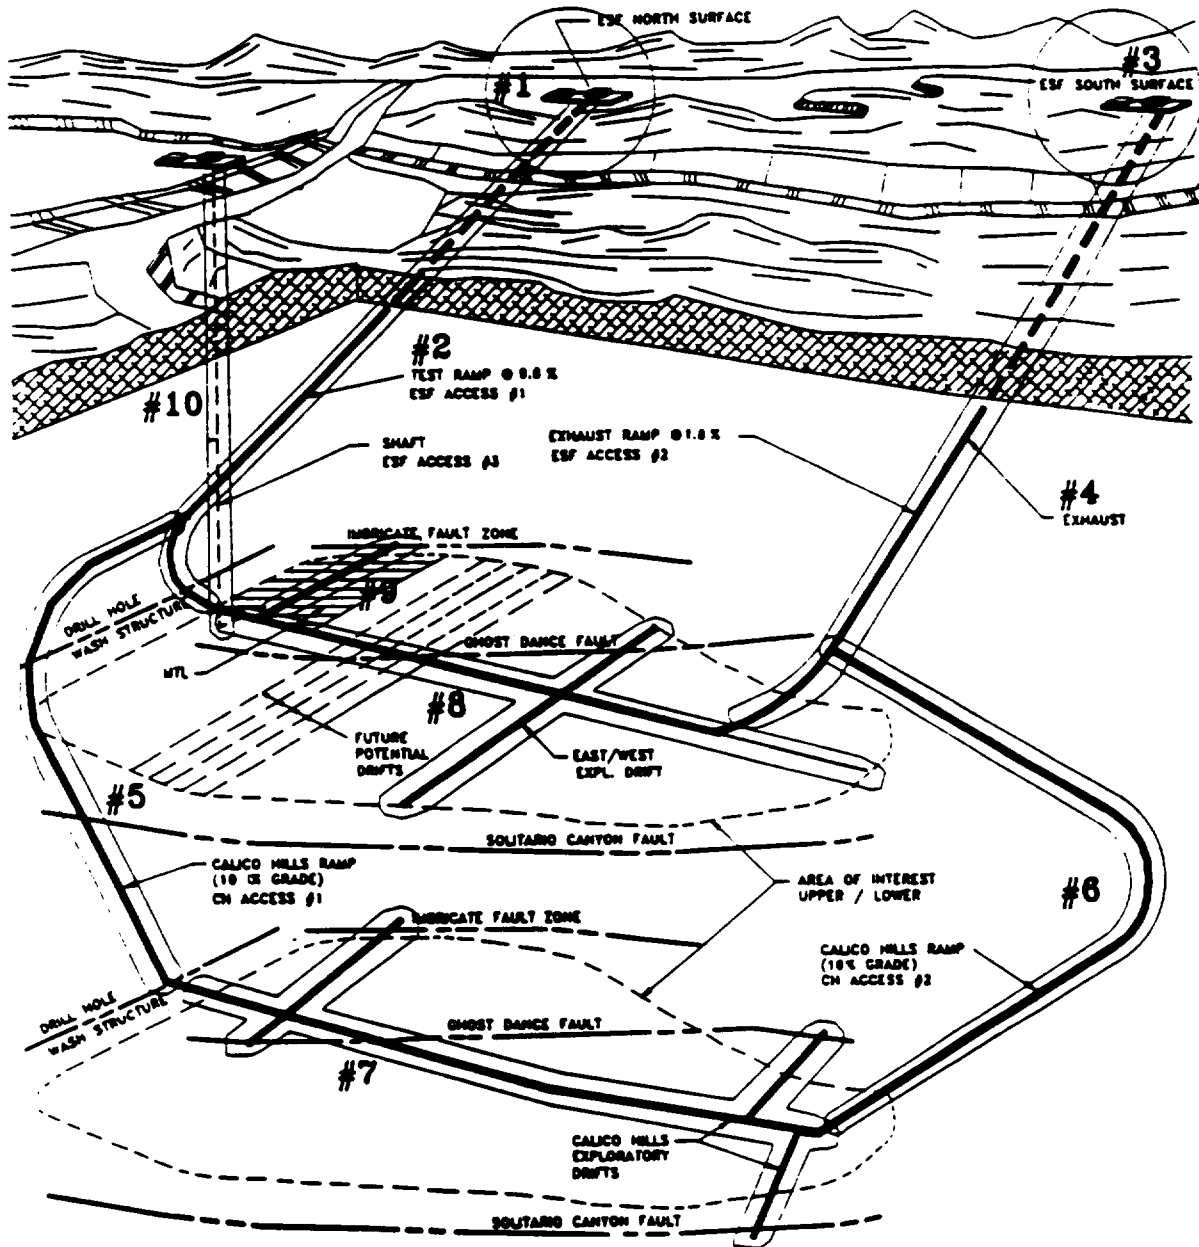 ESF NORTH SURFACE
#1
#3
ESF SOUTH SURFACE
#2
TEST RAMP @ 9.6 %
ESF ACCESS #1
#10
SHAFT
ESF ACCESS #3
EXHAUST RAMP @ 1.6 %
ESF ACCESS #2
#4
EXHAUST
IMBRICATE FAULT ZONE
#9
DRILL HOLE
WASH STRUCTURE
GHOST DANCE FAULT
MTL
#8
FUTURE
POTENTIAL
DRIFTS
EAST/WEST
EXPL. DRIFT
#5
SOLITARIO CANYON FAULT
CALICO HILLS RAMP
(10 % GRADE)
CH ACCESS #1
AREA OF INTEREST
UPPER / LOWER
#6
IMBRICATE FAULT ZONE
CALICO HILLS RAMP
(10% GRADE)
CH ACCESS #2
DRILL HOLE
WASH STRUCTURE
GHOST DANCE FAULT
#7
CALICO HILLS
EXPLORATORY
DRIFTS
SOLITARIO CANYON FAULT